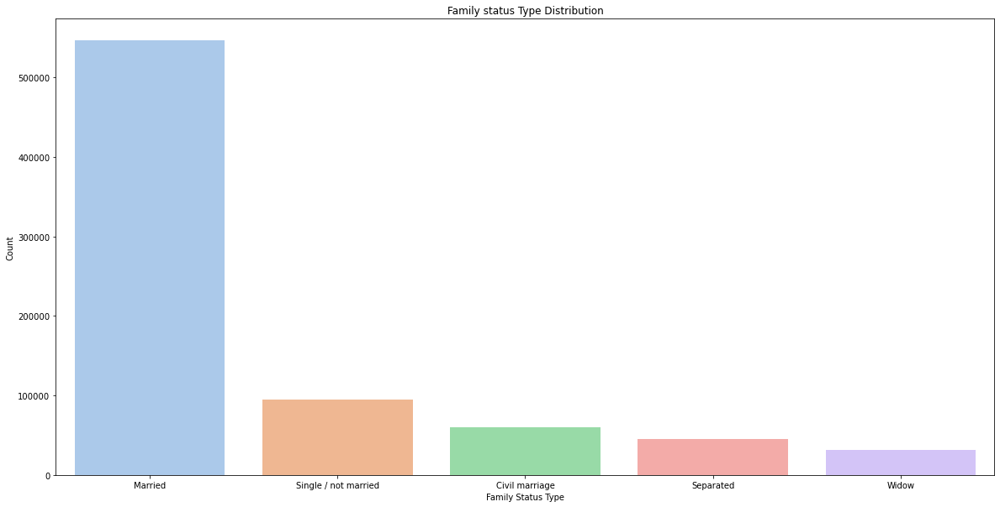 Family status Type Distribution
Count
500000
400000
300000
200000
100000
0
Married
Single / not married
Civil marriage
Separated
Widow
Family Status Type